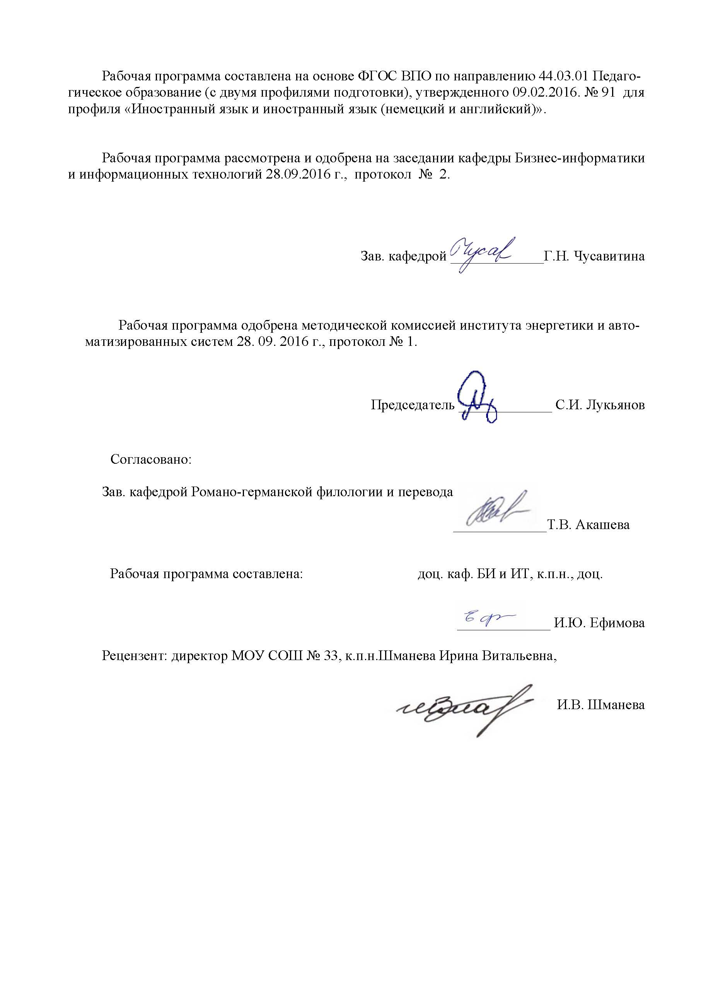 Рабочая программа составлена на основе ФГОС ВПО по направлению 44.03.01 Педаго-
гическое образование (с двумя профилями подготовки), утвержденного 09.02.2016. № 91 для
профиля «Иностранный язык и иностранный язык (немецкий и английский)».
Рабочая программа рассмотрена и одобрена на заседании кафедры Бизнес-информатики
и информационных технологий 28.09.2016 г., протокол № 2.
Зав. кафедрой Чусав Г.Н. Чусавитина
Рабочая программа одобрена методической комиссией института энергетики и авто-
матизированных систем 28. 09. 2016 г., протокол № 1.
Председатель С.И. Лукьянов
Согласовано:
Зав. кафедрой Романо-германской филологии и перевода
Т.В. Акашева
Рабочая программа составлена: доц. каф. БИ и ИТ, к.п.н., доц.
Еф И.Ю. Ефимова
Рецензент: директор МОУ СОШ № 33, к.п.н.Шманева Ирина Витальевна,
И.В. Шманева